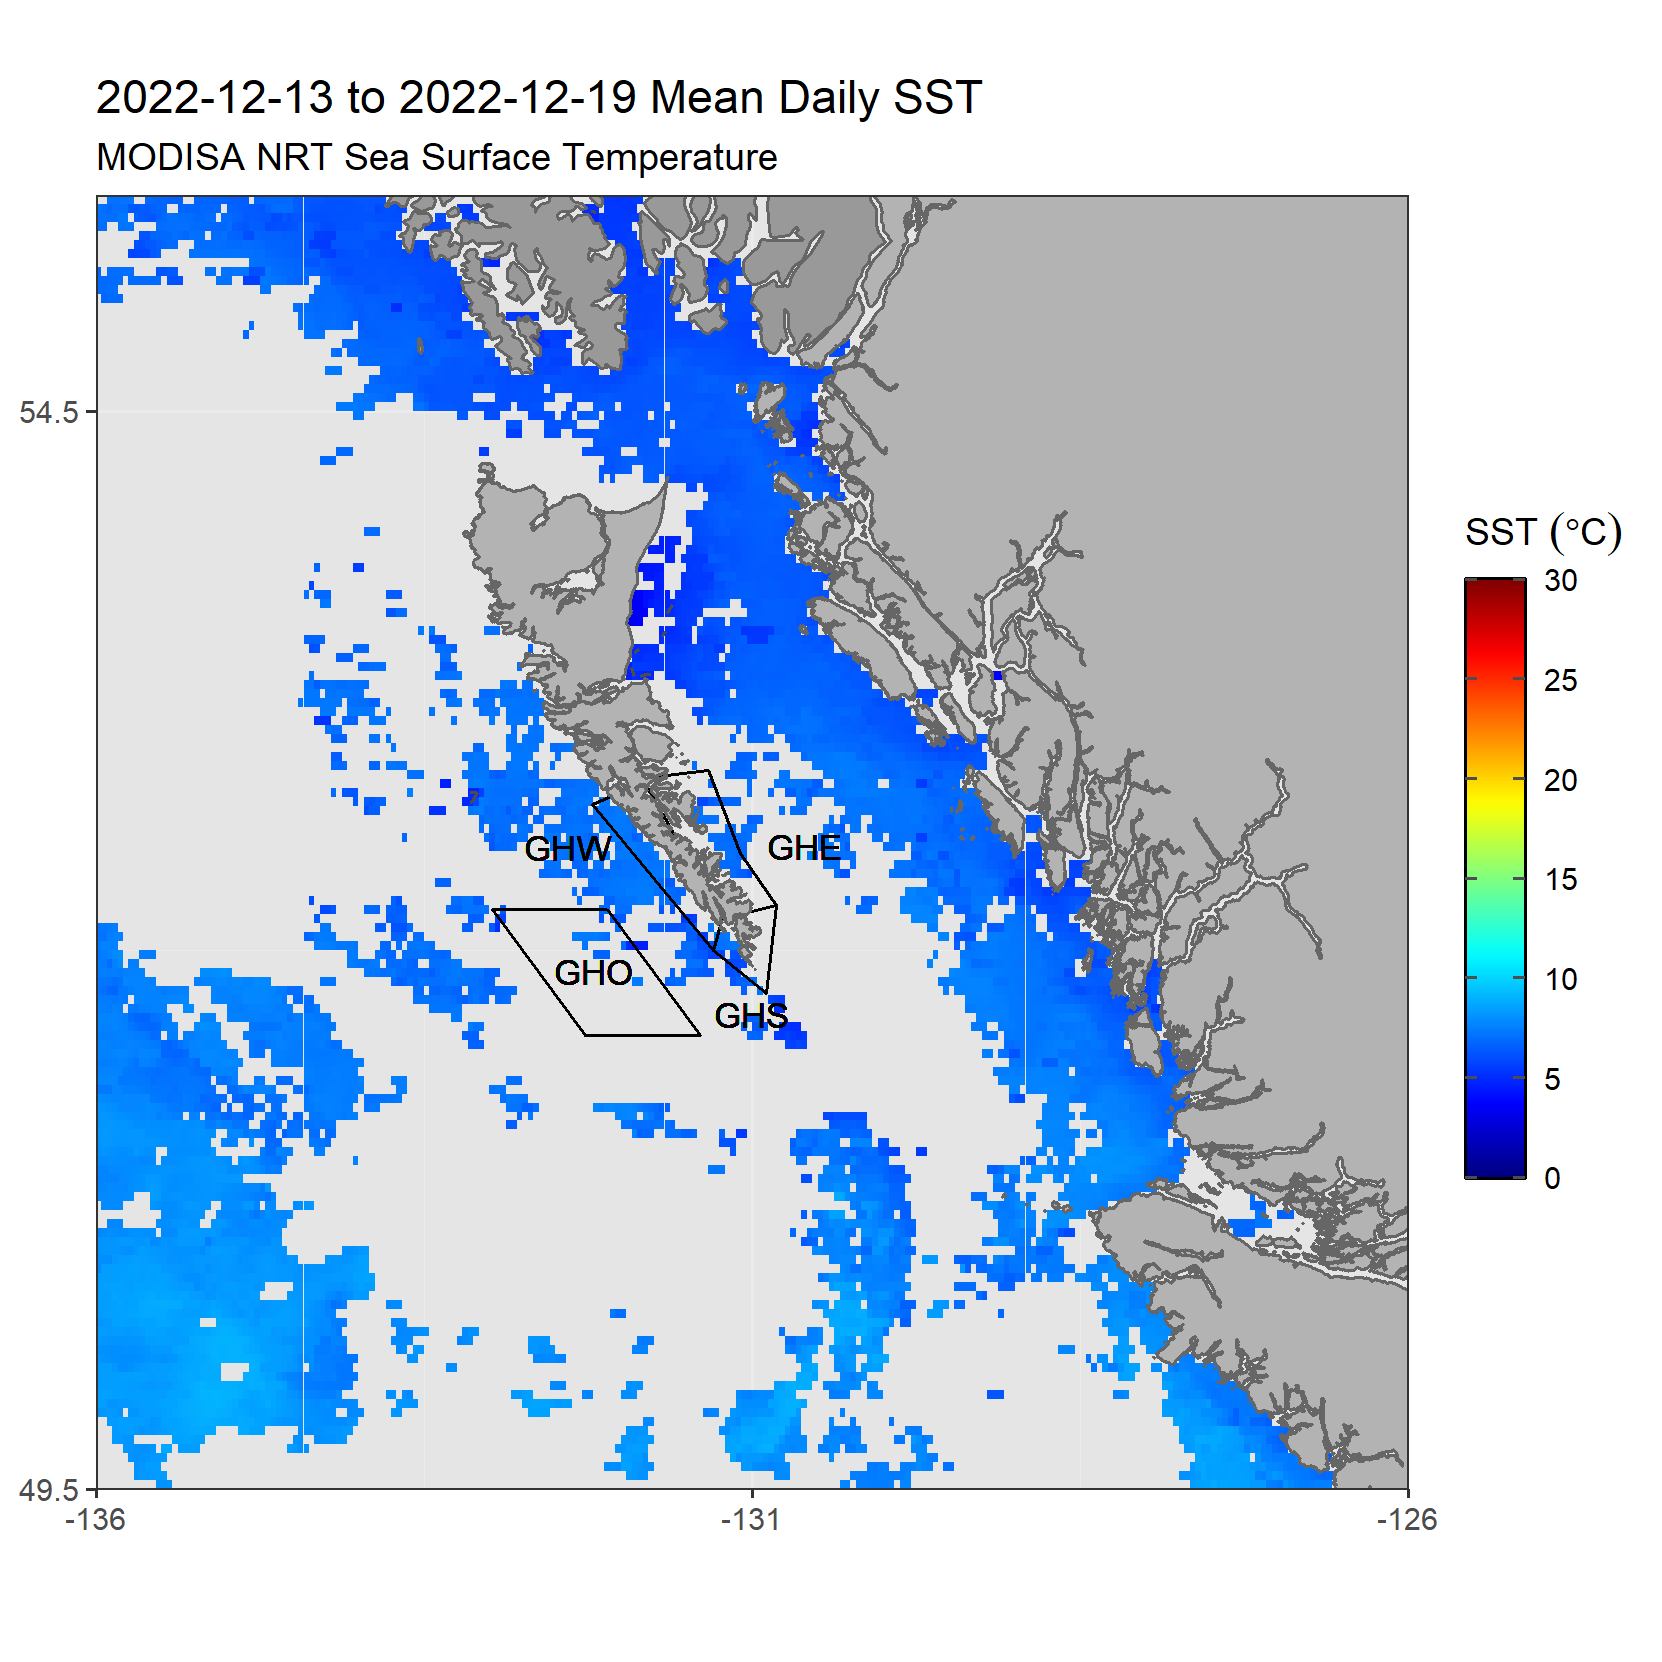 2022-12-13 to 2022-12-19 Mean Daily SST
MODISA NRT Sea Surface Temperature
54.5
49.5
-136
-131
-126
GHW
GHE
GHO
GHS
SST (°C)
30
25
20
15
10
5
0